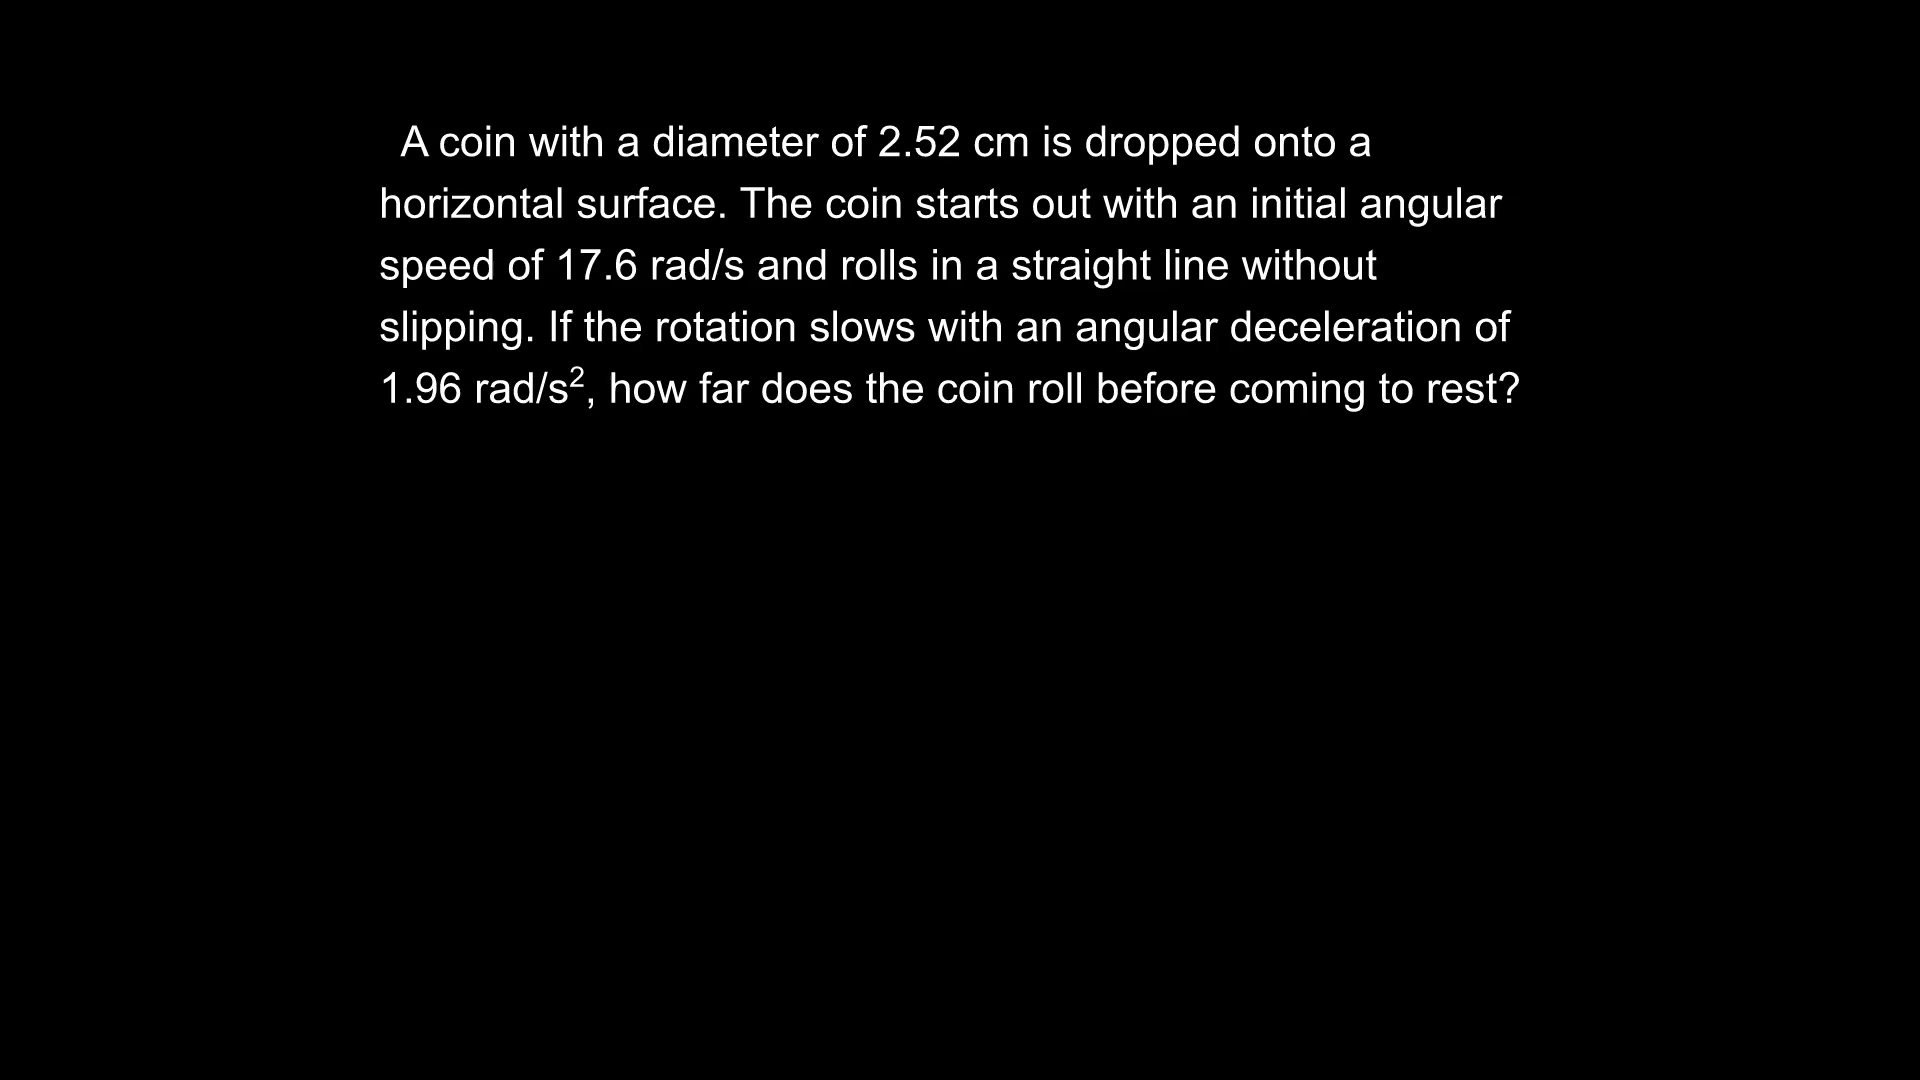 A coin with a diameter of 2.52 cm is dropped onto a
horizontal surface. The coin starts out with an initial angular
speed of 17.6 rad/s and rolls in a straight line without
slipping. If the rotation slows with an angular deceleration of
1.96 rad/s², how far does the coin roll before coming to rest?